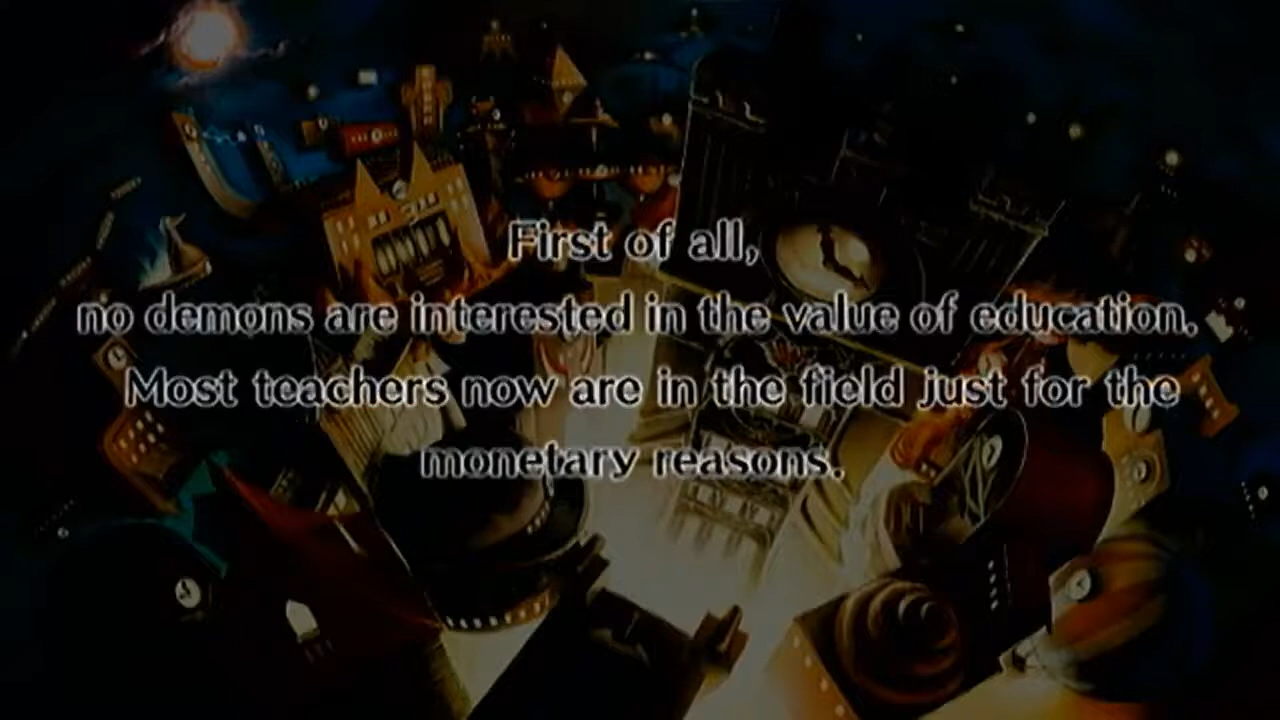 First of all,
no demons are interested in the value of education.
Most teachers now are in the field just for the
monetary reasons.